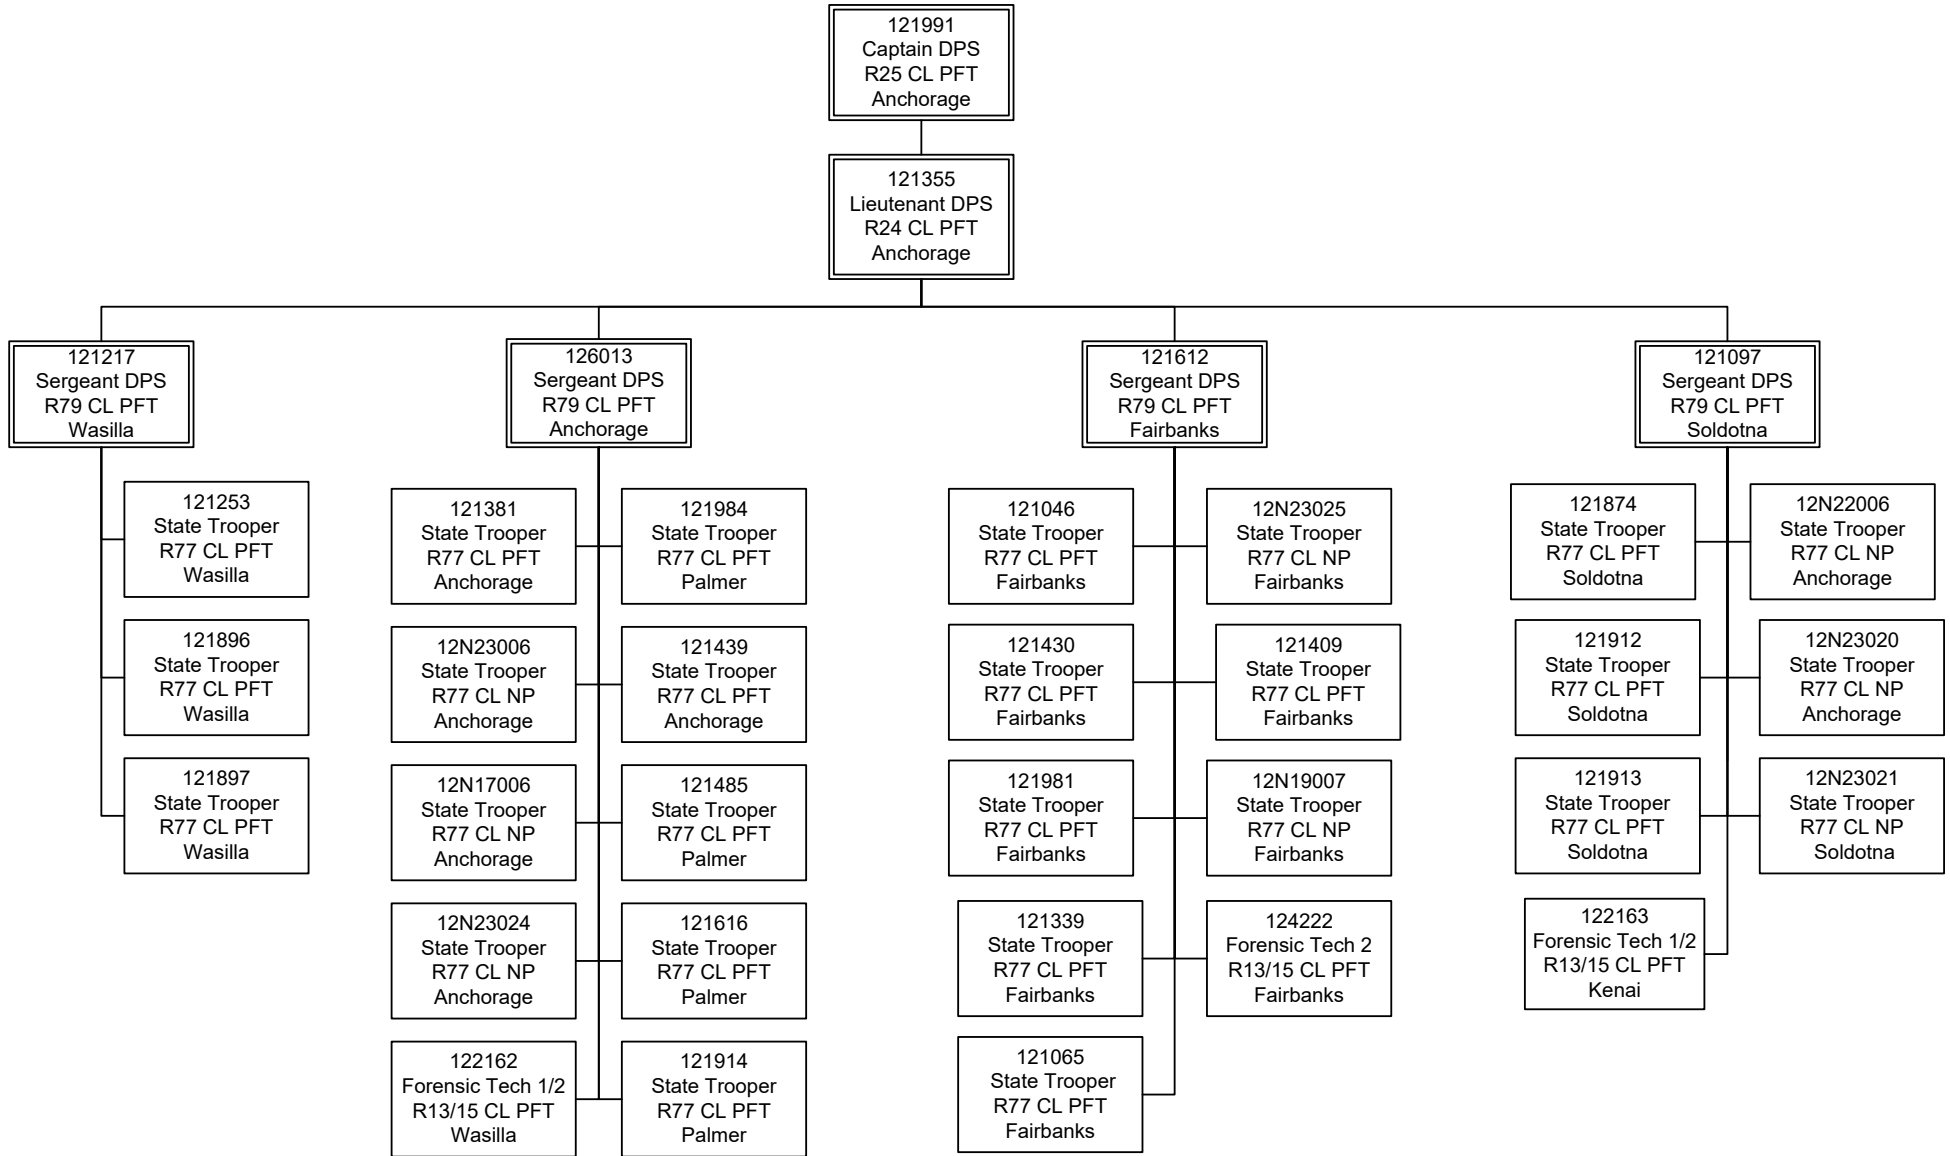 121991
Captain DPS
R25 CL PFT
Anchorage
121355
Lieutenant DPS
R24 CL PFT
Anchorage
121217
Sergeant DPS
R79 CL PFT
Wasilla
126013
Sergeant DPS
R79 CL PFT
Anchorage
121612
Sergeant DPS
R79 CL PFT
Fairbanks
121097
Sergeant DPS
R79 CL PFT
Soldotna
121253
State Trooper
R77 CL PFT
Wasilla
121896
State Trooper
R77 CL PFT
Wasilla
121897
State Trooper
R77 CL PFT
Wasilla
121381
State Trooper
R77 CL PFT
Anchorage
121984
State Trooper
R77 CL PFT
Palmer
12N23006
State Trooper
R77 CL NP
Anchorage
121439
State Trooper
R77 CL PFT
Anchorage
12N17006
State Trooper
R77 CL NP
Anchorage
121485
State Trooper
R77 CL PFT
Palmer
12N23024
State Trooper
R77 CL NP
Anchorage
121616
State Trooper
R77 CL PFT
Palmer
122162
Forensic Tech 1/2
R13/15 CL PFT
Wasilla
121914
State Trooper
R77 CL PFT
Palmer
121046
State Trooper
R77 CL PFT
Fairbanks
12N23025
State Trooper
R77 CL NP
Fairbanks
121430
State Trooper
R77 CL PFT
Fairbanks
121409
State Trooper
R77 CL PFT
Fairbanks
121981
State Trooper
R77 CL PFT
Fairbanks
12N19007
State Trooper
R77 CL NP
Fairbanks
121339
State Trooper
R77 CL PFT
Fairbanks
124222
Forensic Tech 2
R13/15 CL PFT
Fairbanks
121065
State Trooper
R77 CL PFT
Fairbanks
121874
State Trooper
R77 CL PFT
Soldotna
12N22006
State Trooper
R77 CL NP
Anchorage
121912
State Trooper
R77 CL PFT
Soldotna
12N23020
State Trooper
R77 CL NP
Anchorage
121913
State Trooper
R77 CL PFT
Soldotna
12N23021
State Trooper
R77 CL NP
Soldotna
122163
Forensic Tech 1/2
R13/15 CL PFT
Kenai